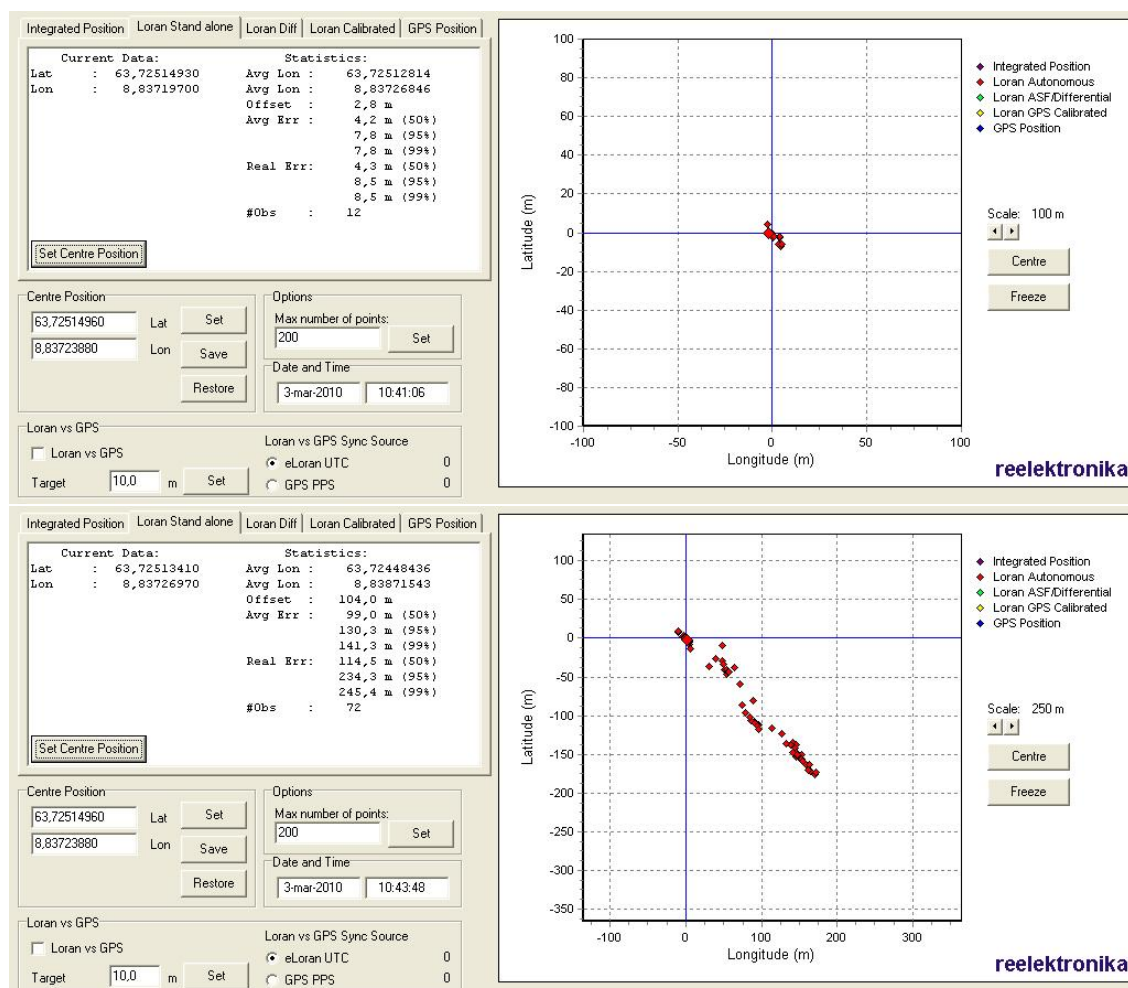 Integrated Position Loran Stand alone Loran Diff Loran Calibrated GPS Position
Current Data: Statistics:
Lat : 63,72514930 Avg Lon : 63,72512814
Lon : 8,83719700 Avg Lon : 8,83726846
Offset : 2,8 m
Avg Err : 4,2 m (50%)
7,8 m (95%)
7,8 m (99%)
Real Err: 4,3 m (50%)
8,5 m (95%)
8,5 m (99%)
#Obs : 12
Set Centre Position
Centre Position
63,72514960 Lat Set
8,83723880 Lon Save
Restore
Options
Max number of points:
200 Set
Date and Time
3-mar-2010 10:41:06
Loran vs GPS
Loran vs GPS
Target 10,0 m Set
Loran vs GPS Sync Source
eLoran UTC 0
GPS PPS 0
100
80
60
40
20
0
-20
-40
-60
-80
-100
Latitude (m)
-100 -50 0 50 100
Longitude (m)
Integrated Position
Loran Autonomous
Loran ASF/Differential
Loran GPS Calibrated
GPS Position
Scale: 100 m
Centre
Freeze
reelektronika
Integrated Position Loran Stand alone Loran Diff Loran Calibrated GPS Position
Current Data: Statistics:
Lat : 63,72513410 Avg Lon : 63,72448436
Lon : 8,83726970 Avg Lon : 8,83871543
Offset : 104,0 m
Avg Err : 99,0 m (50%)
130,3 m (95%)
141,3 m (99%)
Real Err: 114,5 m (50%)
234,3 m (95%)
245,4 m (99%)
#Obs : 72
Set Centre Position
Centre Position
63,72514960 Lat Set
8,83723880 Lon Save
Restore
Options
Max number of points:
200 Set
Date and Time
3-mar-2010 10:43:48
Loran vs GPS
Loran vs GPS
Target 10,0 m Set
Loran vs GPS Sync Source
eLoran UTC 0
GPS PPS 0
100
50
0
-50
-100
-150
-200
-250
-300
-350
Latitude (m)
-100 0 100 200 300
Longitude (m)
Integrated Position
Loran Autonomous
Loran ASF/Differential
Loran GPS Calibrated
GPS Position
Scale: 250 m
Centre
Freeze
reelektronika